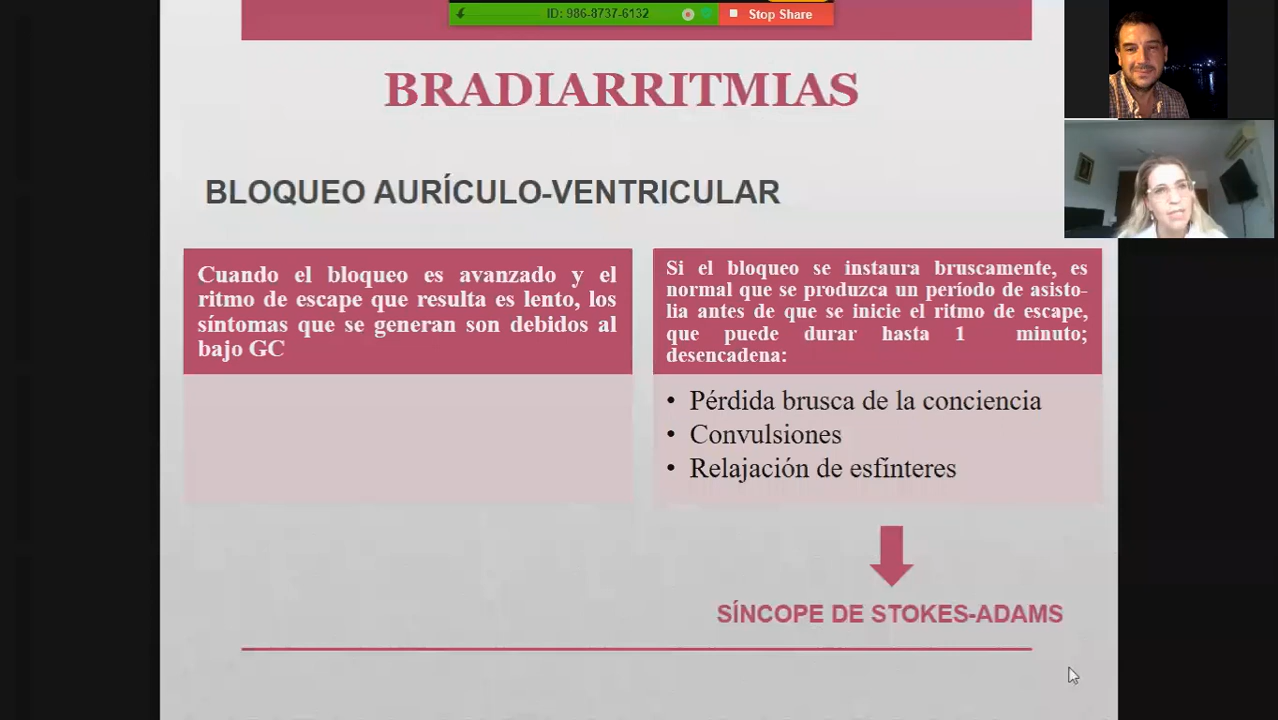 ID: 986-8737-6132
Stop Share
BRADIARRITMIAS
BLOQUEO AURÍCULO-VENTRICULAR
Cuando el bloqueo es avanzado y el
ritmo de escape que resulta es lento, los
síntomas que se generan son debidos al
bajo GC
Si el bloqueo se instaura bruscamente, es
normal que se produzca un período de asisto-
lia antes de que se inicie el ritmo de escape,
que puede durar hasta 1 minuto;
desencadena:
• Pérdida brusca de la conciencia
• Convulsiones
• Relajación de esfínteres
SÍNCOPE DE STOKES-ADAMS